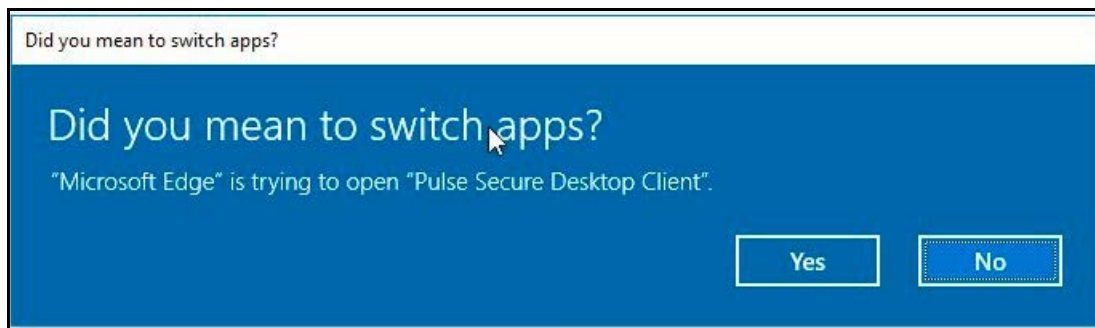 Did you mean to switch apps?
Did you mean to switch apps?
"Microsoft Edge" is trying to open "Pulse Secure Desktop Client".
Yes No